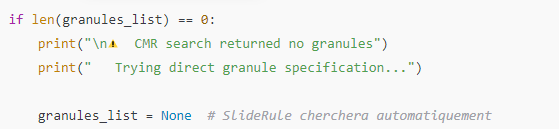 if len(granules_list) == 0:
    print("\n⚠ CMR search returned no granules")
    print("   Trying direct granule specification...")
    granules_list = None  # SlideRule cherchera automatiquement